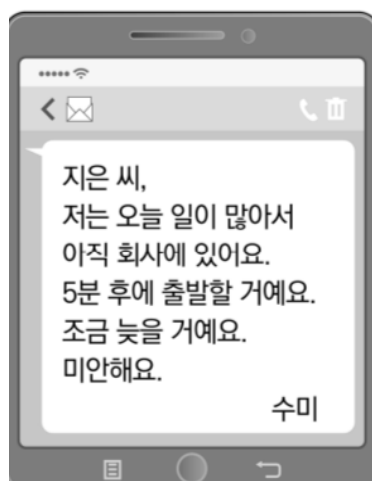 지은 씨,
저는 오늘 일이 많아서
아직 회사에 있어요.
5분 후에 출발할 거예요.
조금 늦을 거예요.
미안해요.
수미